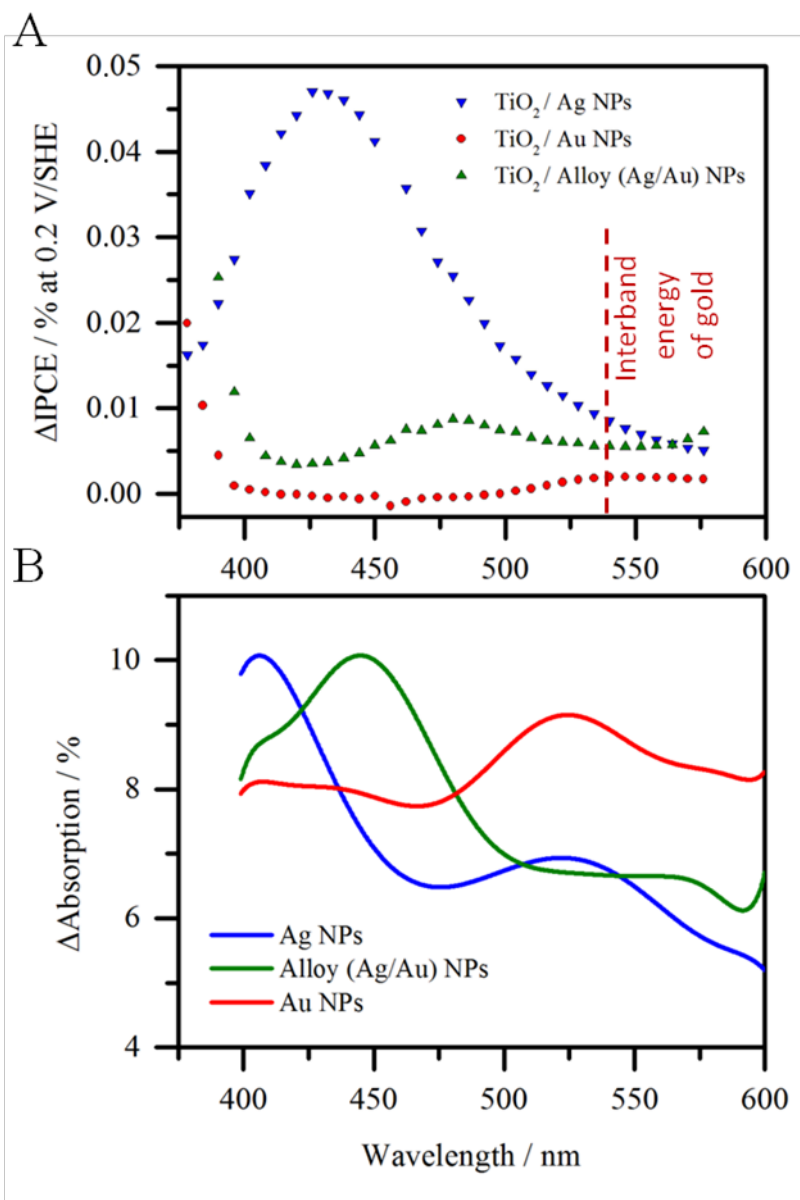 A
0.05
0.04
0.03
0.02
0.01
0.00
ΔIPCE / % at 0.2 V/SHE
TiO₂ / Ag NPs
TiO₂ / Au NPs
TiO₂ / Alloy (Ag/Au) NPs
Interband
energy
of gold
400 450 500 550 600
B
10
8
6
4
ΔAbsorption / %
Ag NPs
Alloy (Ag/Au) NPs
Au NPs
400 450 500 550 600
Wavelength / nm